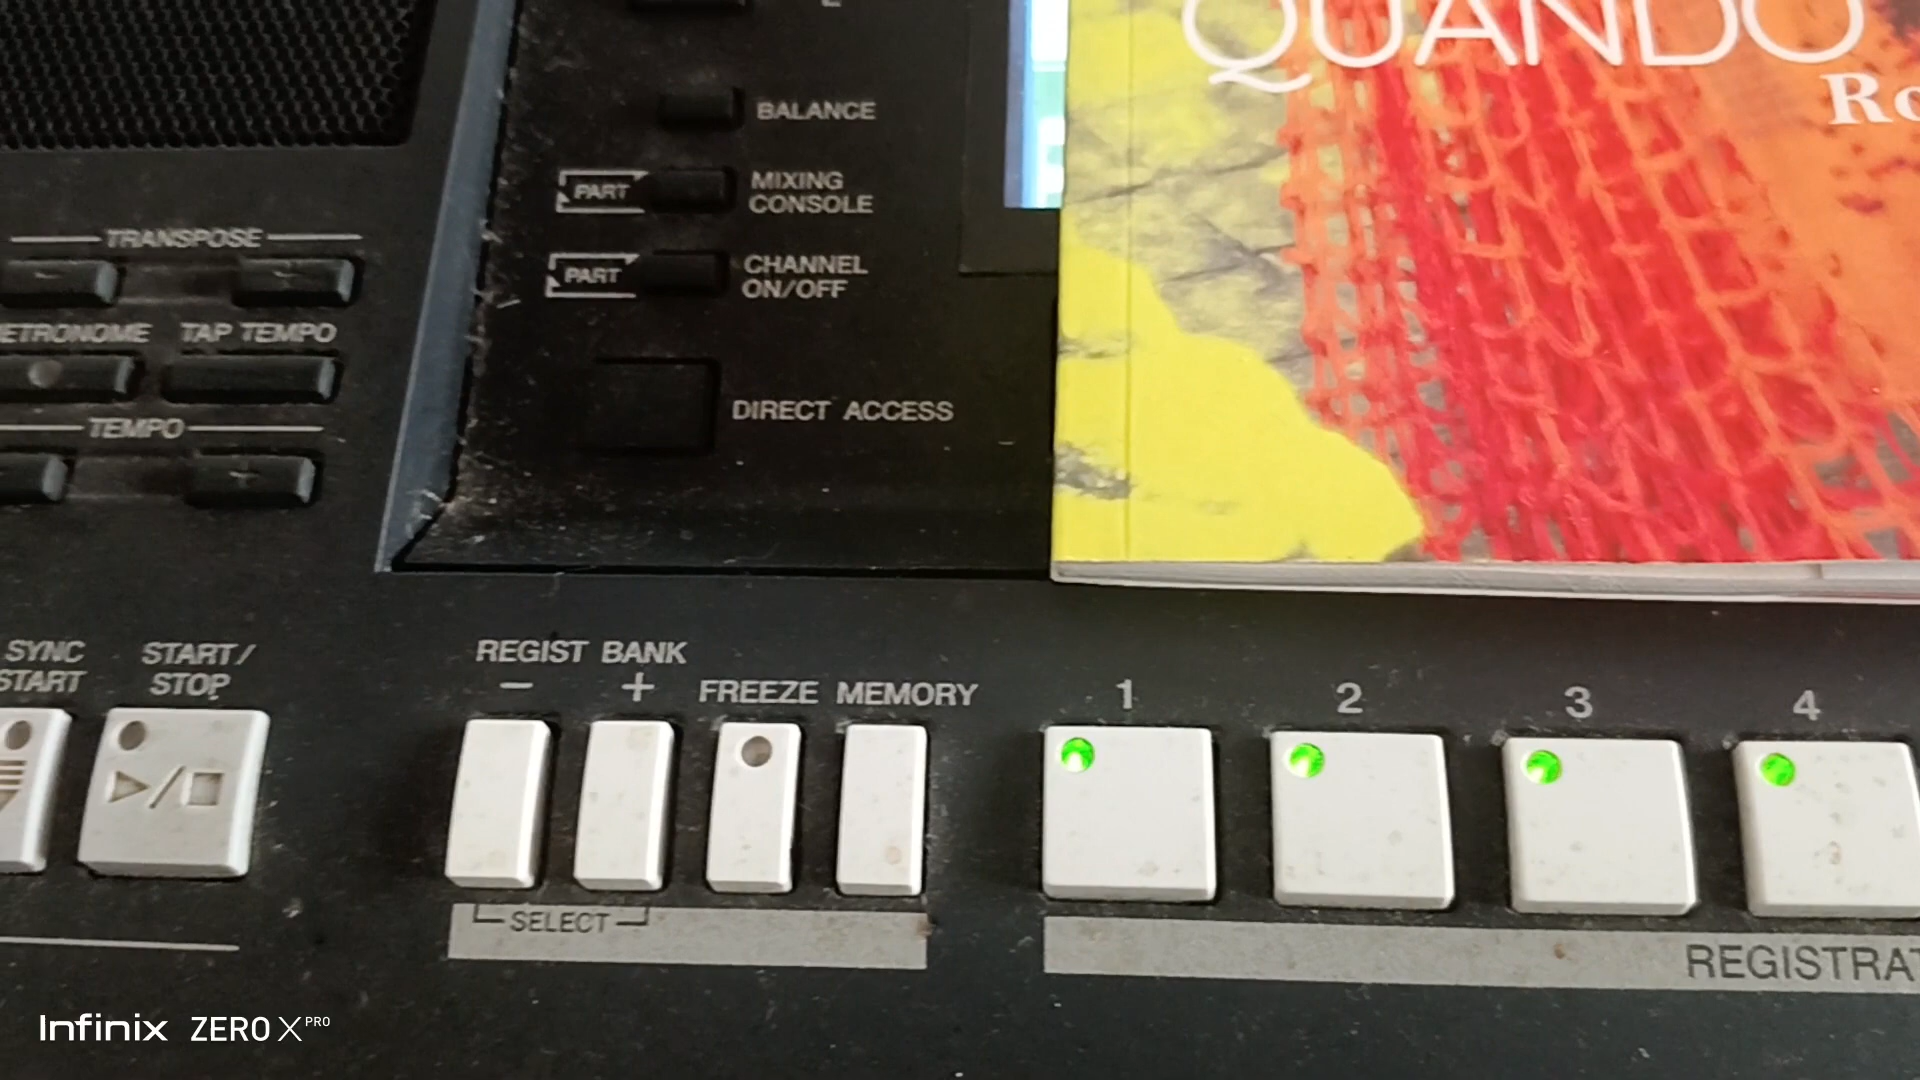 QUANDO
BALANCE
PART
MIXING
CONSOLE
TRANSPOSE
PART
CHANNEL
ON/OFF
TAP TEMPO
DIRECT ACCESS
TEMPO
SYNC
START
START/
STOP
REGIST BANK
- + FREEZE MEMORY
1 2 3 4
SELECT
Infinix ZERO X PRO